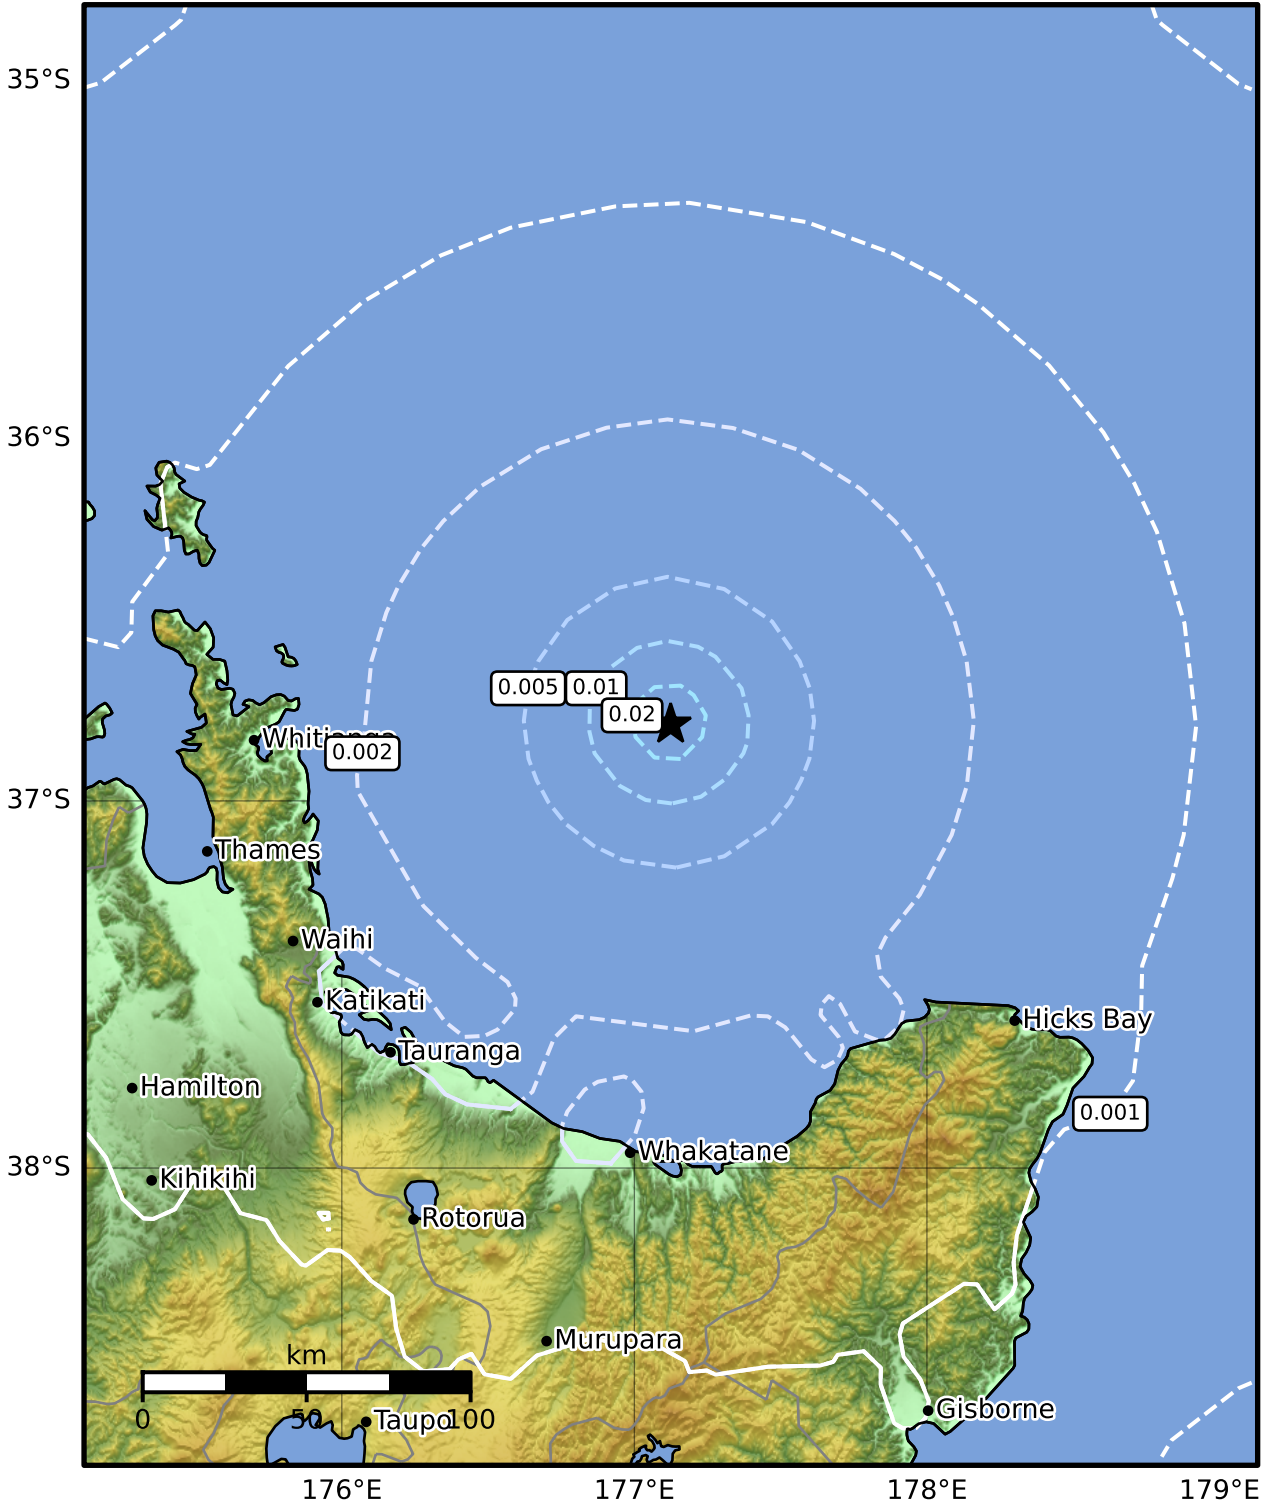 35°S
36°S
0.005
0.01
0.02
Whitianga
0.002
37°S
Thames
Waihi
Katikati
Hicks Bay
Tauranga
Hamilton
0.001
Whakatane
38°S
Kihikihi
Rotorua
Murupara
km
Gisborne
0
50
100
Taupo
176°E
177°E
178°E
179°E